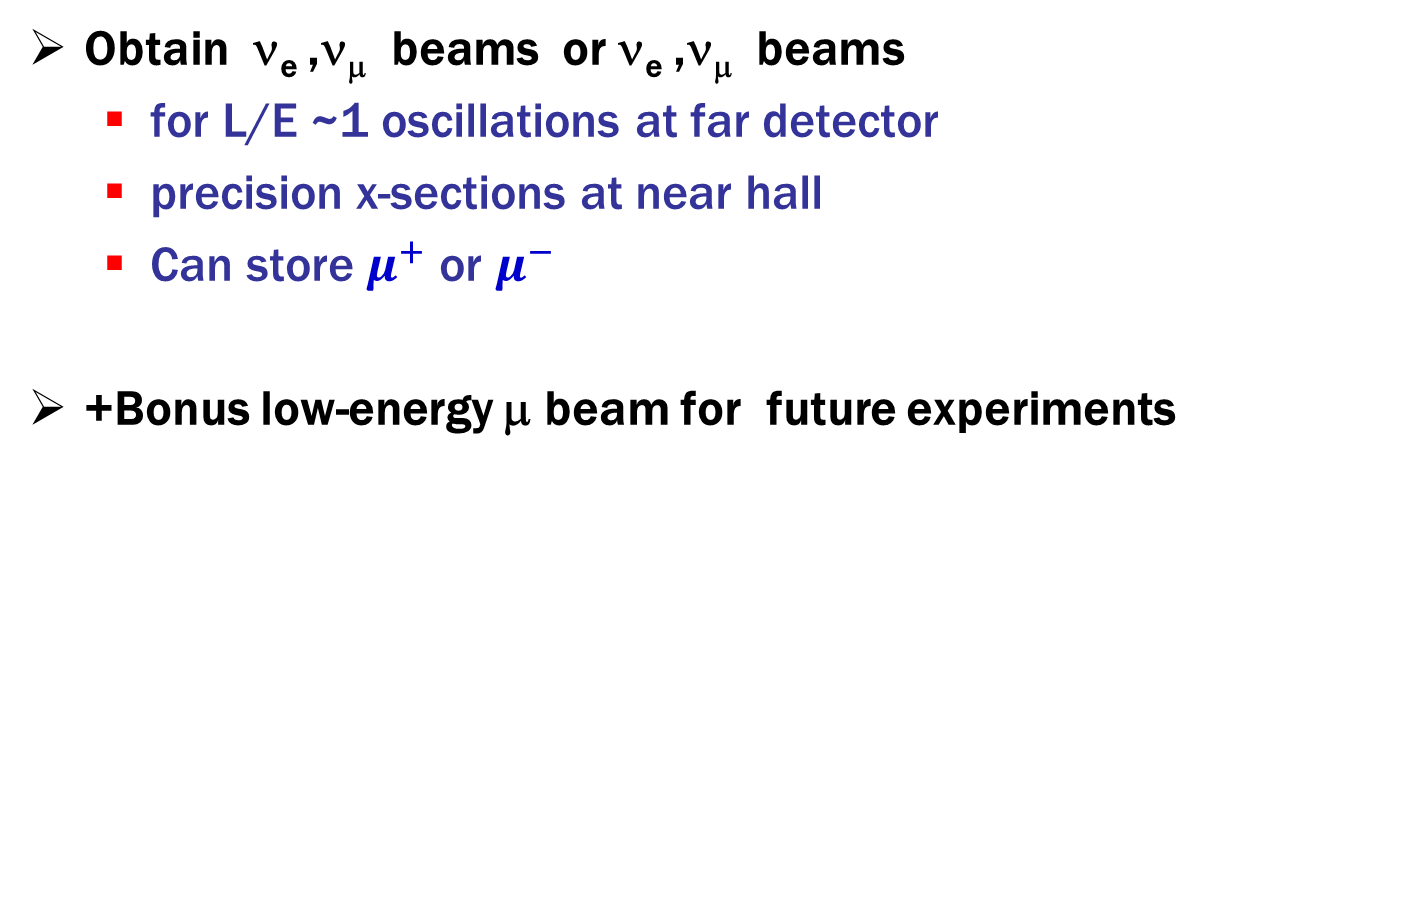 ➢ Obtain νe ,νμ beams or νe ,νμ beams
▪ for L/E ~1 oscillations at far detector
▪ precision x-sections at near hall
▪ Can store μ⁺ or μ⁻
➢ +Bonus low-energy μ beam for future experiments